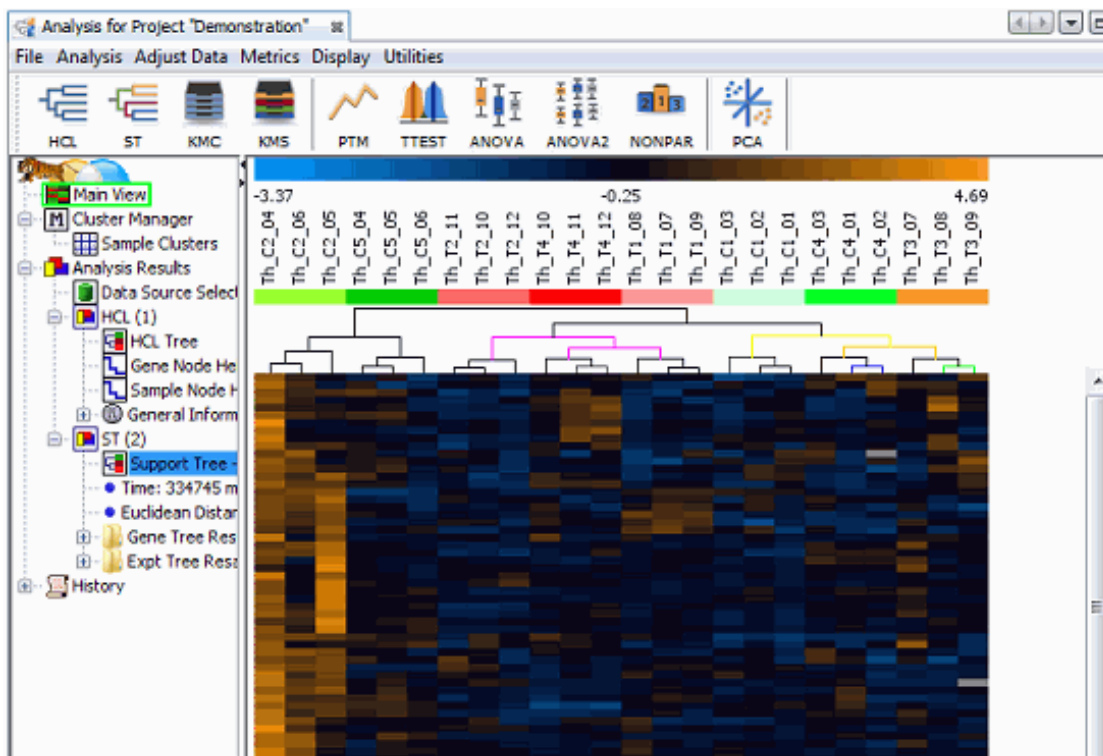 Analysis for Project "Demonstration"
File Analysis Adjust Data Metrics Display Utilities
HCL ST KMC KMS PTM TTEST ANOVA ANOVA2 NONPAR PCA
1 2 3
Main View
M Cluster Manager
Sample Clusters
Analysis Results
Data Source Select
HCL (1)
HCL Tree
Gene Node He
Sample Node H
General Inform
ST (2)
Support Tree -
Time: 334745 m
Euclidean Distar
Gene Tree Res
Expt Tree Resa
History
-3.37 -0.25 4.69
Th_C2_04
Th_C2_06
Th_C2_05
Th_C5_04
Th_C5_05
Th_C5_06
Th_T2_11
Th_T2_10
Th_T2_12
Th_T4_10
Th_T4_11
Th_T4_12
Th_T1_08
Th_T1_07
Th_T1_09
Th_C1_03
Th_C1_02
Th_C1_01
Th_C4_03
Th_C4_01
Th_C4_02
Th_T3_07
Th_T3_08
Th_T3_09